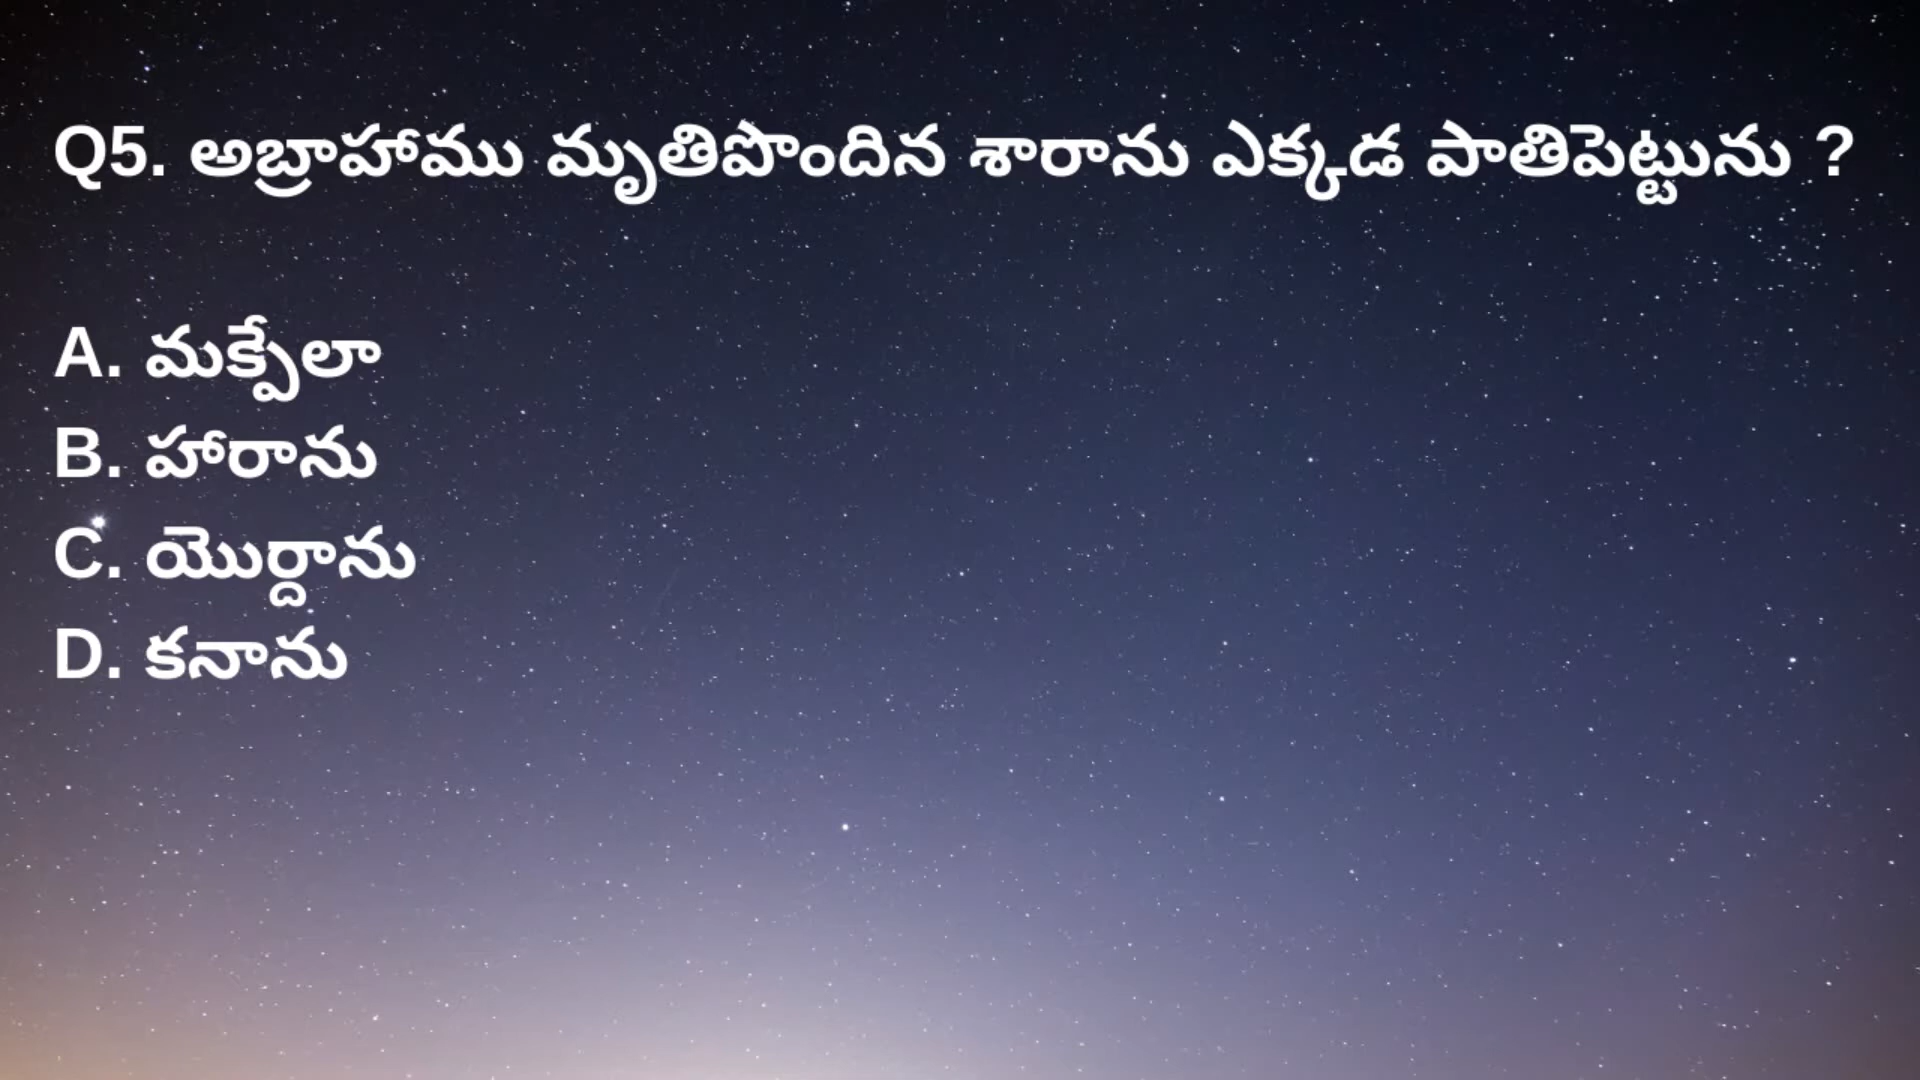 Q5. అబ్రాహాము మృతిపొందిన శారాను ఎక్కడ పాతిపెట్టును ?
A. మక్పేలా
B. హారాను
C. యొర్దాను
D. కనాను